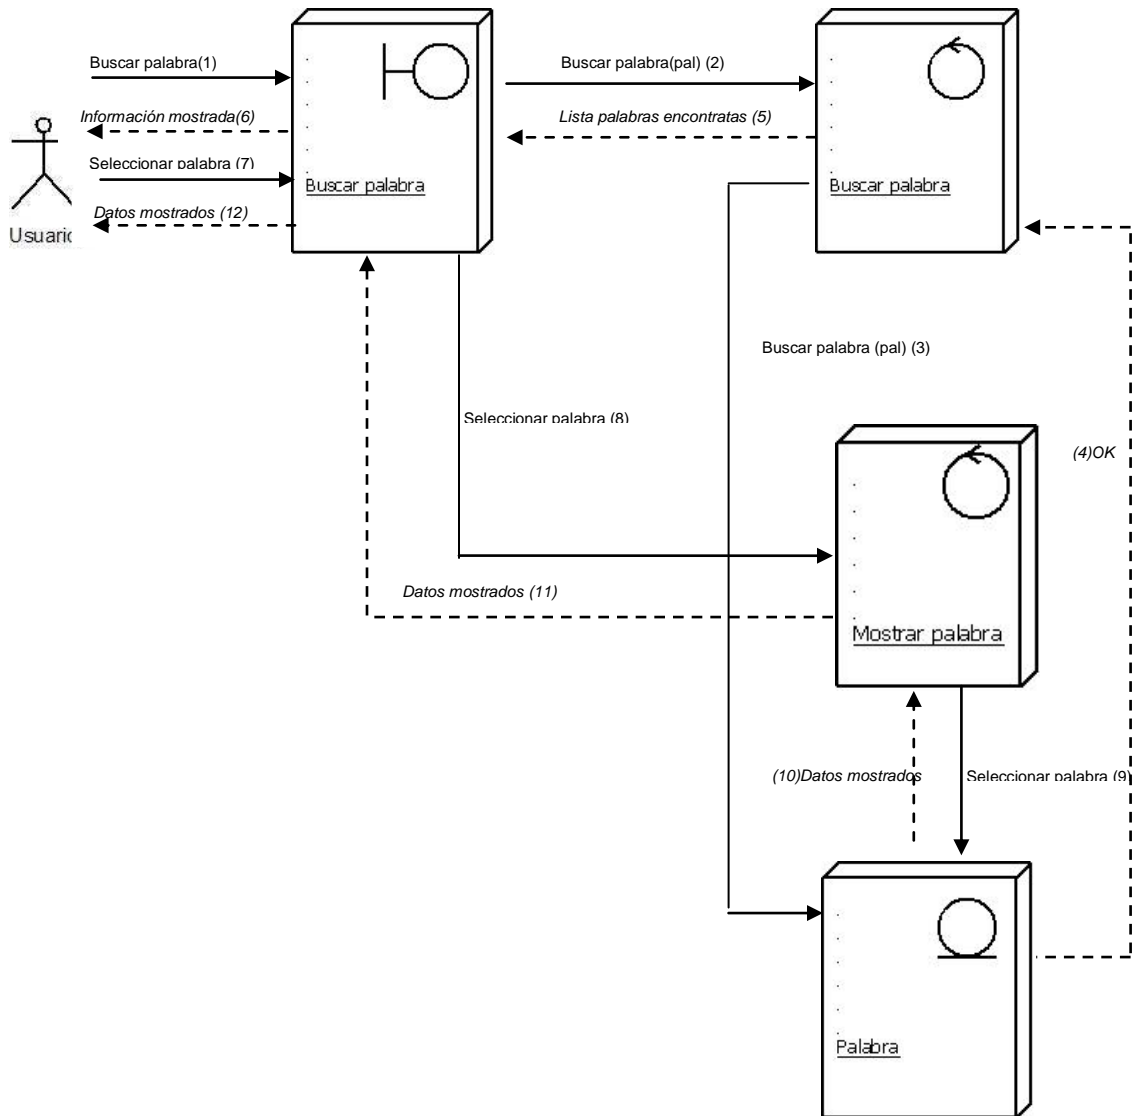 Buscar palabra(1)
Buscar palabra(pal) (2)
Información mostrada(6)
Lista palabras encontratas (5)
Seleccionar palabra (7)
Buscar palabra
Buscar palabra
Datos mostrados (12)
Usuario
Buscar palabra (pal) (3)
Seleccionar palabra (8)
(4)OK
Datos mostrados (11)
Mostrar palabra
(10)Datos mostrados
Seleccionar palabra (9)
Palabra